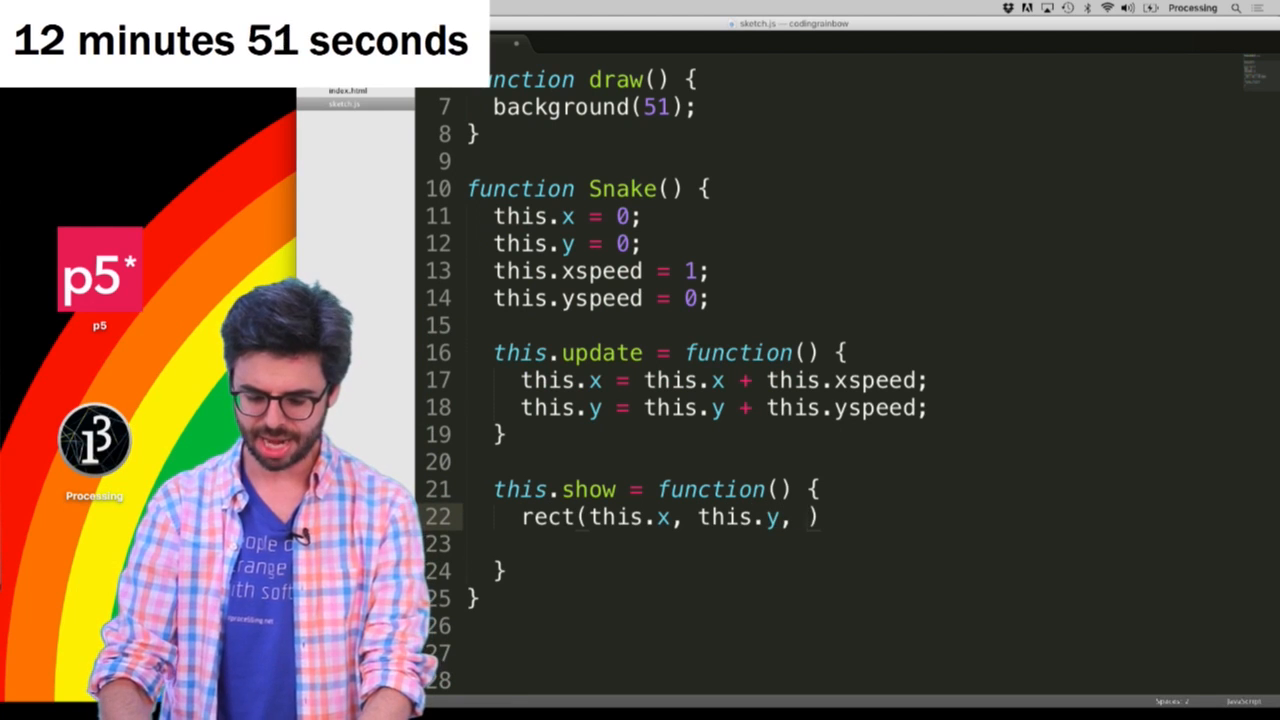 12 minutes 51 seconds
Processing
sketch.js — codingrainbow
index.html
sketch.js
nction draw() {
7 background(51);
8 }
9
10 function Snake() {
11 this.x = 0;
12 this.y = 0;
13 this.xspeed = 1;
14 this.yspeed = 0;
15
16 this.update = function() {
17 this.x = this.x + this.xspeed;
18 this.y = this.y + this.yspeed;
19 }
20
21 this.show = function() {
22 rect(this.x, this.y, )
23
24 }
25 }
26
27
28
p5*
p5
Processing
ople
range
ith soft
Spaces: 2
JavaScript